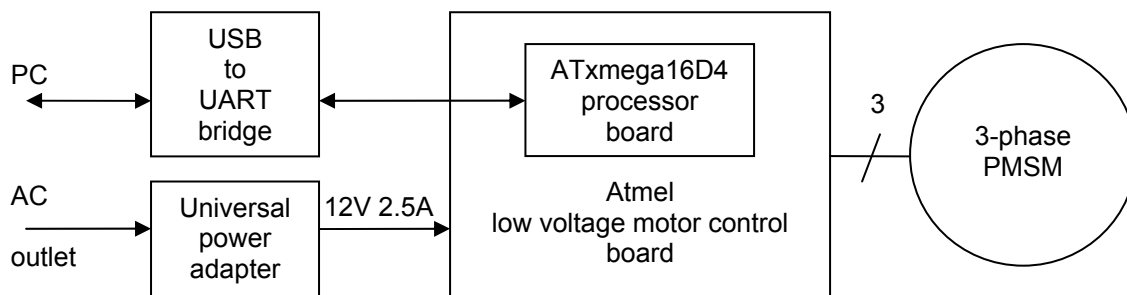 PC
USB
to
UART
bridge
ATxmega16D4
processor
board
3
3-phase
PMSM
AC
outlet
Universal
power
adapter
12V 2.5A
Atmel
low voltage motor control
board